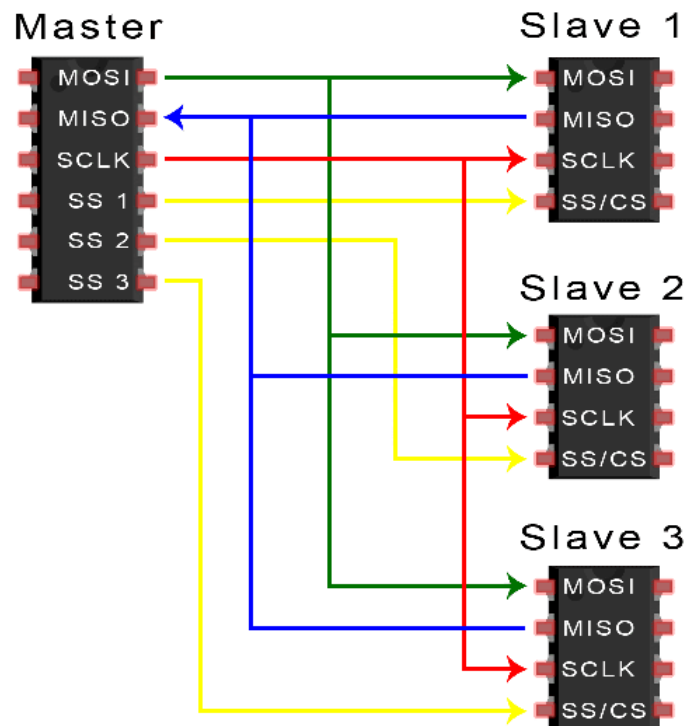 Master
MOSI
MISO
SCLK
SS 1
SS 2
SS 3
Slave 1
MOSI
MISO
SCLK
SS/CS
Slave 2
MOSI
MISO
SCLK
SS/CS
Slave 3
MOSI
MISO
SCLK
SS/CS